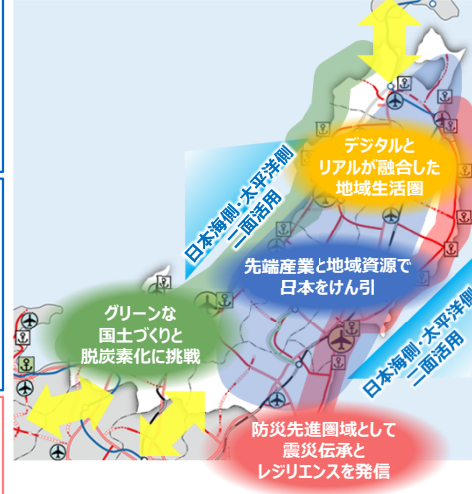 デジタルと
リアルが融合した
地域生活圏
日本海側・太平洋側
二面活用
先端産業と地域資源で
日本をけん引
グリーンな
国土づくりと
脱炭素化に挑戦
日本海側・太平洋側
二面活用
防災先進圏域として
震災伝承と
レジリエンスを発信